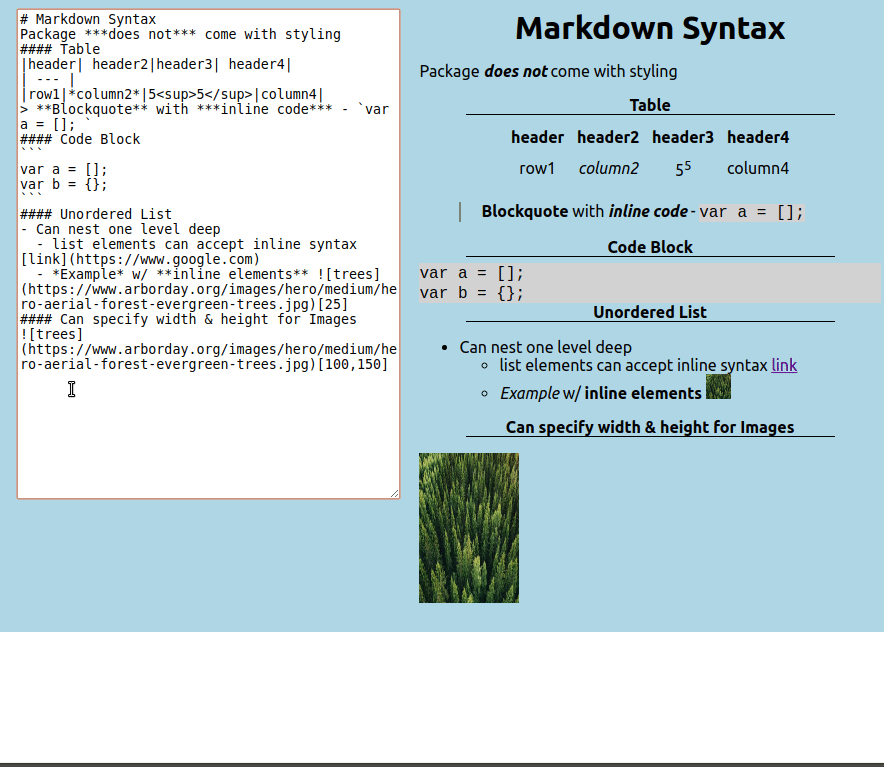 # Markdown Syntax
Package ***does not*** come with styling
#### Table
|header| header2|header3| header4|
| --- |
|row1|*column2*|5<sup>5</sup>|column4|
> **Blockquote** with ***inline code*** - `var
a = []; `
#### Code Block
```
var a = [];
var b = {};
```
#### Unordered List
- Can nest one level deep
  - list elements can accept inline syntax
[link](https://www.google.com)
  - *Example* w/ **inline elements** ![trees]
(https://www.arborday.org/images/hero/medium/he
ro-aerial-forest-evergreen-trees.jpg)[25]
#### Can specify width & height for Images
![trees]
(https://www.arborday.org/images/hero/medium/he
ro-aerial-forest-evergreen-trees.jpg)[100,150]
Markdown Syntax
Package does not come with styling
Table
header header2 header3 header4
row1 column2 5⁵ column4
Blockquote with inline code - var a = [];
Code Block
var a = [];
var b = {};
Unordered List
Can nest one level deep
list elements can accept inline syntax link
Example w/ inline elements
Can specify width & height for Images